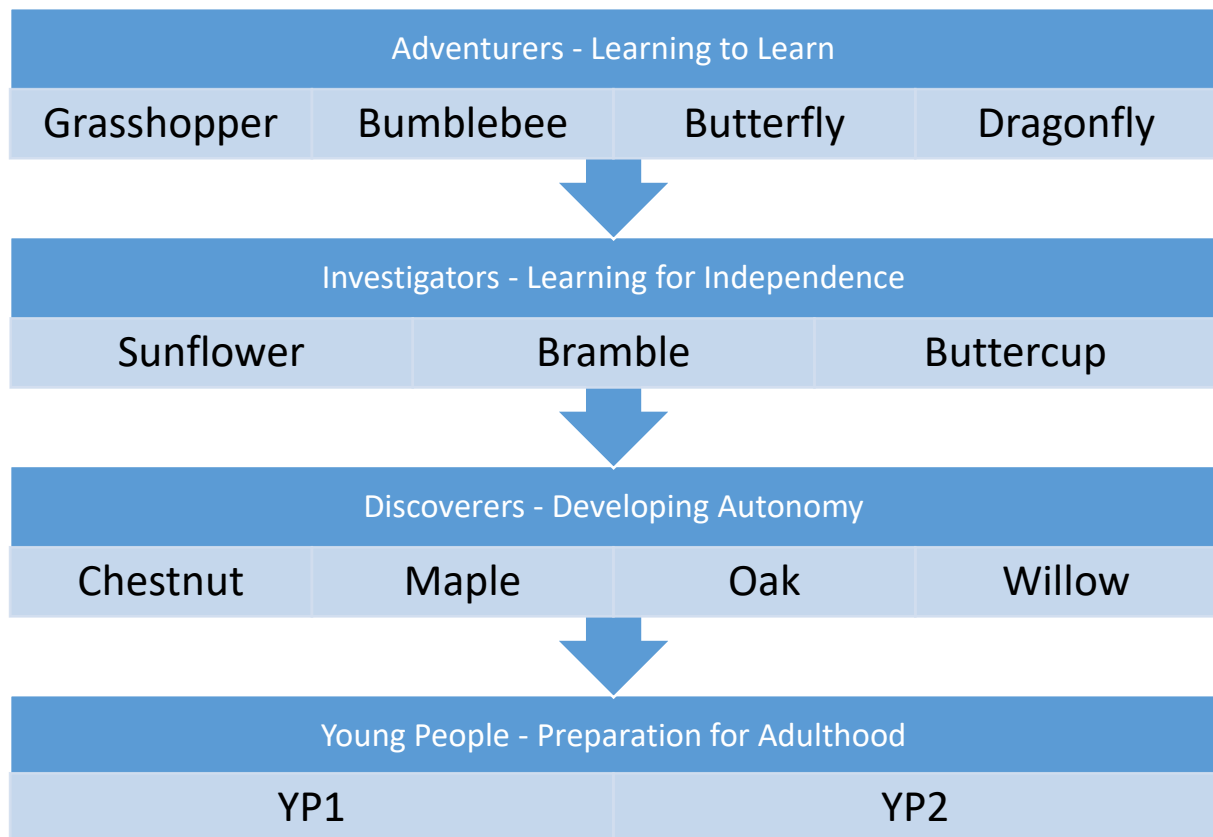 Adventurers - Learning to Learn
Grasshopper Bumblebee Butterfly Dragonfly
Investigators - Learning for Independence
Sunflower Bramble Buttercup
Discoverers - Developing Autonomy
Chestnut Maple Oak Willow
Young People - Preparation for Adulthood
YP1 YP2